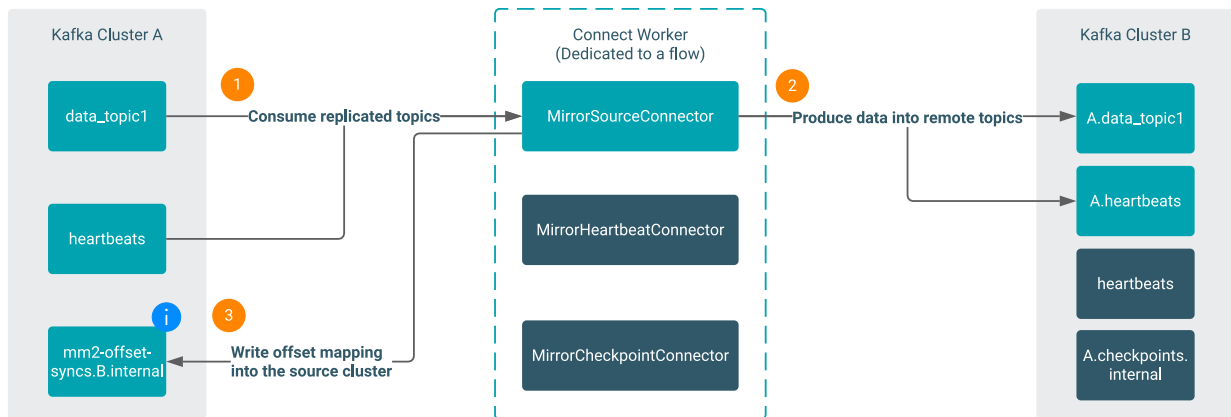 Kafka Cluster A
Connect Worker
(Dedicated to a flow)
Kafka Cluster B
data_topic1
1
Consume replicated topics
MirrorSourceConnector
2
Produce data into remote topics
A.data_topic1
heartbeats
MirrorHeartbeatConnector
A.heartbeats
heartbeats
i
mm2-offset-
syncs.B.internal
3
Write offset mapping
into the source cluster
MirrorCheckpointConnector
A.checkpoints.
internal